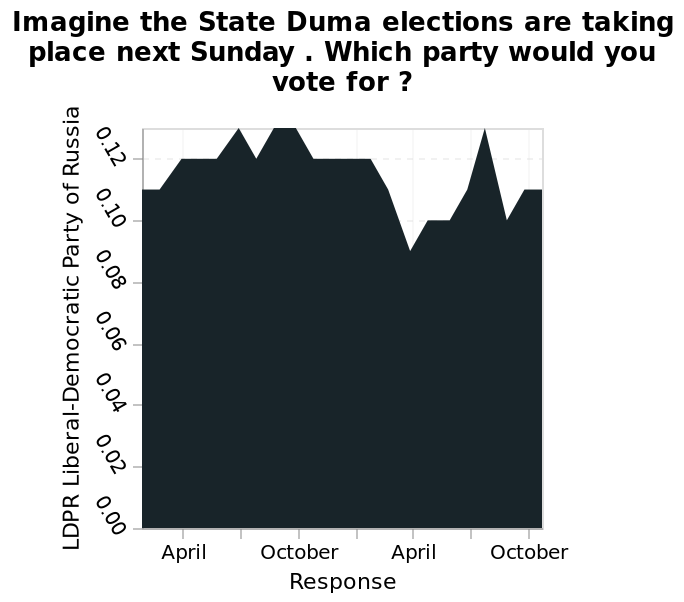 Imagine the State Duma elections are taking
place next Sunday . Which party would you
vote for ?
LDPR Liberal-Democratic Party of Russia
0.12
0.10
0.08
0.06
0.04
0.02
0.00
April October April October
Response